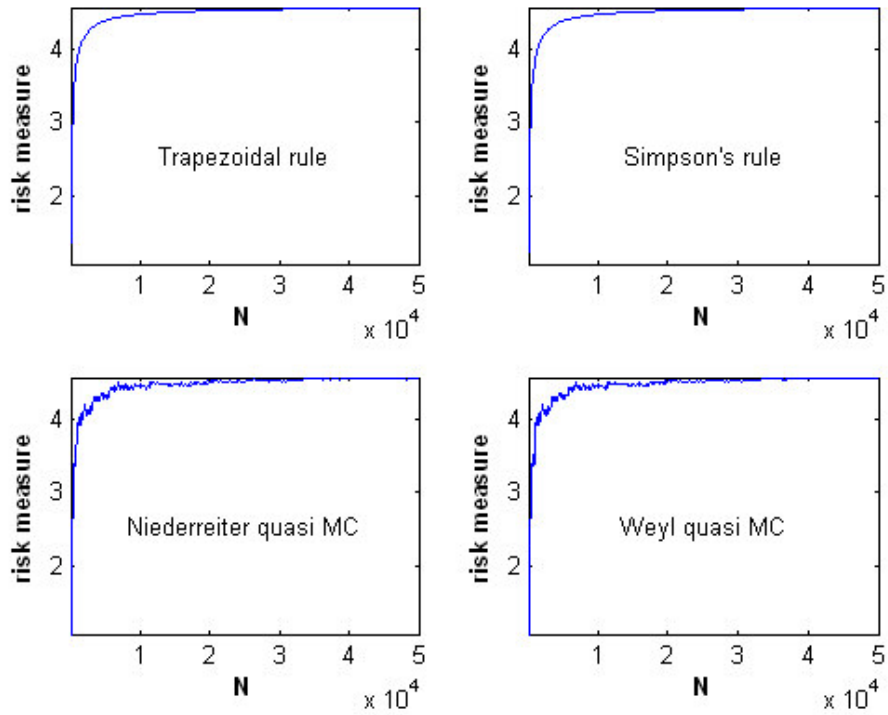 risk measure
4
3
2
Trapezoidal rule
1 2 3 4 5
N
x 10^4
risk measure
4
3
2
Simpson's rule
1 2 3 4 5
N
x 10^4
risk measure
4
3
2
Niederreiter quasi MC
1 2 3 4 5
N
x 10^4
risk measure
4
3
2
Weyl quasi MC
1 2 3 4 5
N
x 10^4